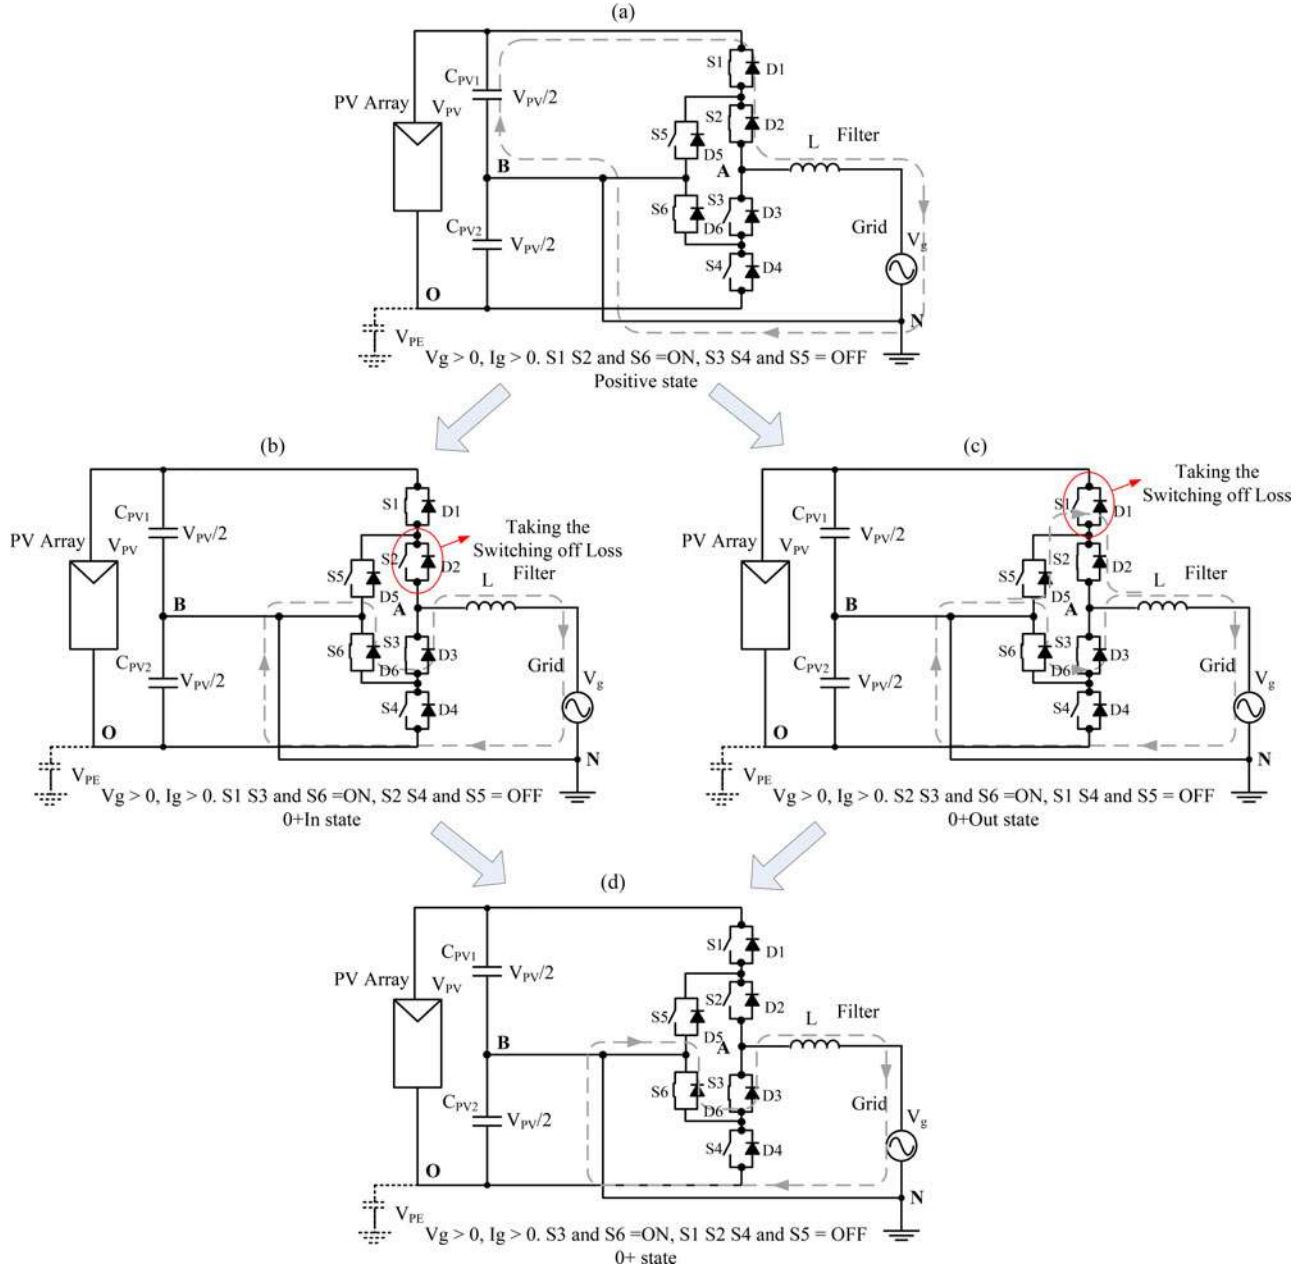 (a)
S1
D1
C_PV1
V_PV/2
PV Array
V_PV
S2
D2
S5
D5
L
Filter
B
A
S6
D6
S3
D3
C_PV2
V_PV/2
Grid
V_g
S4
D4
O
N
V_PE
Vg > 0, Ig > 0. S1 S2 and S6 =ON, S3 S4 and S5 = OFF
Positive state
(b)
S1
D1
C_PV1
V_PV/2
PV Array
V_PV
Taking the
Switching off Loss
S2
D2
Filter
S5
D5
L
B
A
S6
D6
S3
D3
C_PV2
V_PV/2
Grid
V_g
S4
D4
O
N
V_PE
Vg > 0, Ig > 0. S1 S3 and S6 =ON, S2 S4 and S5 = OFF
0+In state
(c)
Taking the
Switching off Loss
S1
D1
C_PV1
V_PV/2
PV Array
V_PV
S2
D2
S5
D5
L
Filter
B
A
S6
D6
S3
D3
C_PV2
V_PV/2
Grid
V_g
S4
D4
O
N
V_PE
Vg > 0, Ig > 0. S2 S3 and S6 =ON, S1 S4 and S5 = OFF
0+Out state
(d)
S1
D1
C_PV1
V_PV/2
PV Array
V_PV
S2
D2
S5
D5
L
Filter
B
A
S6
D6
S3
D3
C_PV2
V_PV/2
Grid
V_g
S4
D4
O
N
V_PE
Vg > 0, Ig > 0. S3 and S6 =ON, S1 S2 S4 and S5 = OFF
0+ state